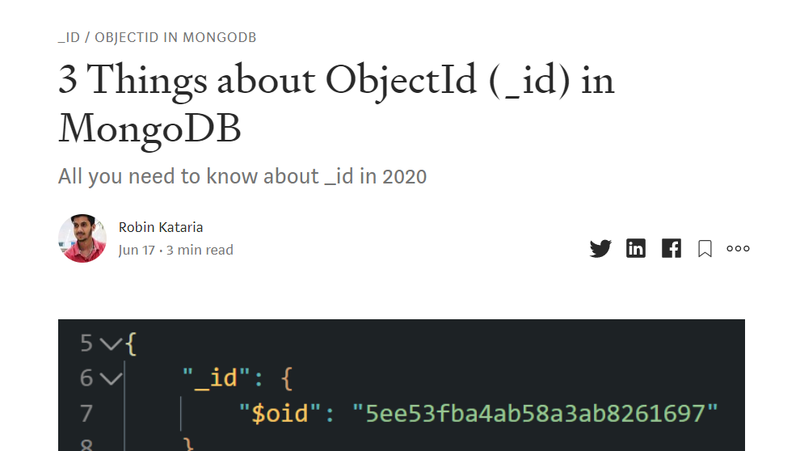 _ID / OBJECTID IN MONGODB
3 Things about ObjectId (_id) in
MongoDB
All you need to know about _id in 2020
Robin Kataria
Jun 17 · 3 min read
5 {
6 "_id": {
7 "$oid": "5ee53fba4ab58a3ab8261697"
8 }